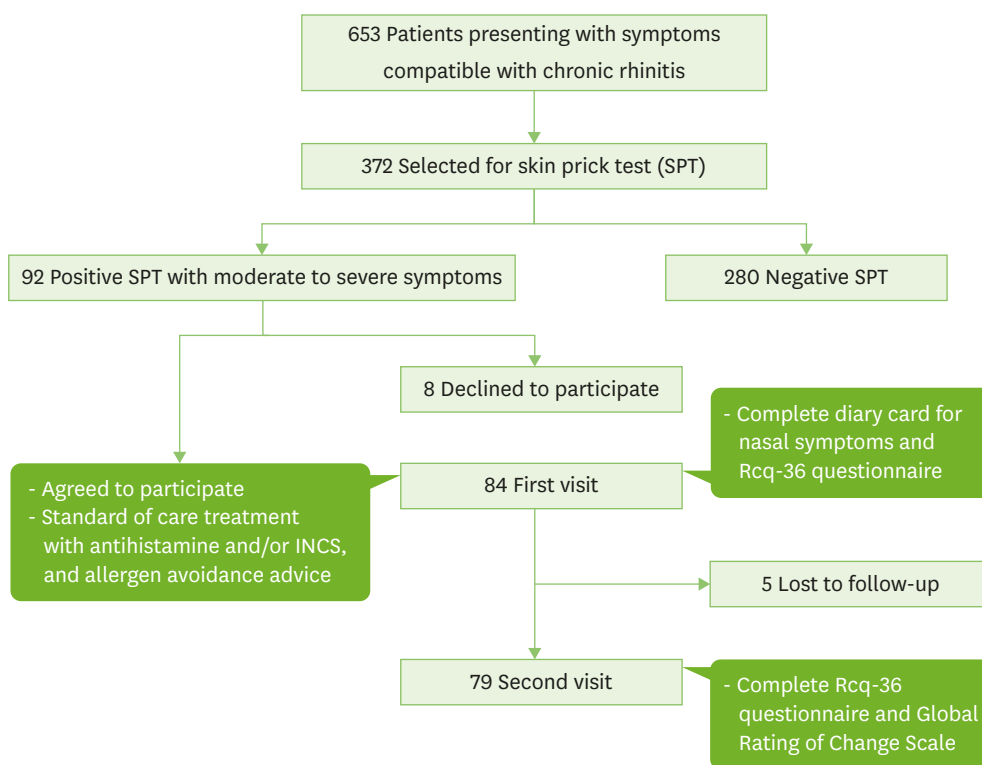 653 Patients presenting with symptoms
compatible with chronic rhinitis
372 Selected for skin prick test (SPT)
92 Positive SPT with moderate to severe symptoms
280 Negative SPT
8 Declined to participate
- Agreed to participate
- Standard of care treatment
with antihistamine and/or INCS,
and allergen avoidance advice
84 First visit
- Complete diary card for
nasal symptoms and
Rcq-36 questionnaire
5 Lost to follow-up
79 Second visit
- Complete Rcq-36
questionnaire and Global
Rating of Change Scale